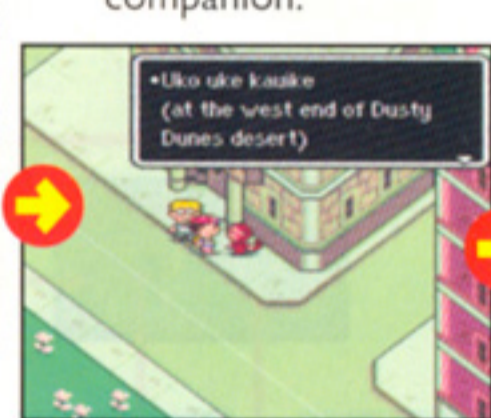 companion.
•Uko uke kauike
(at the west end of Dusty
Dunes desert)